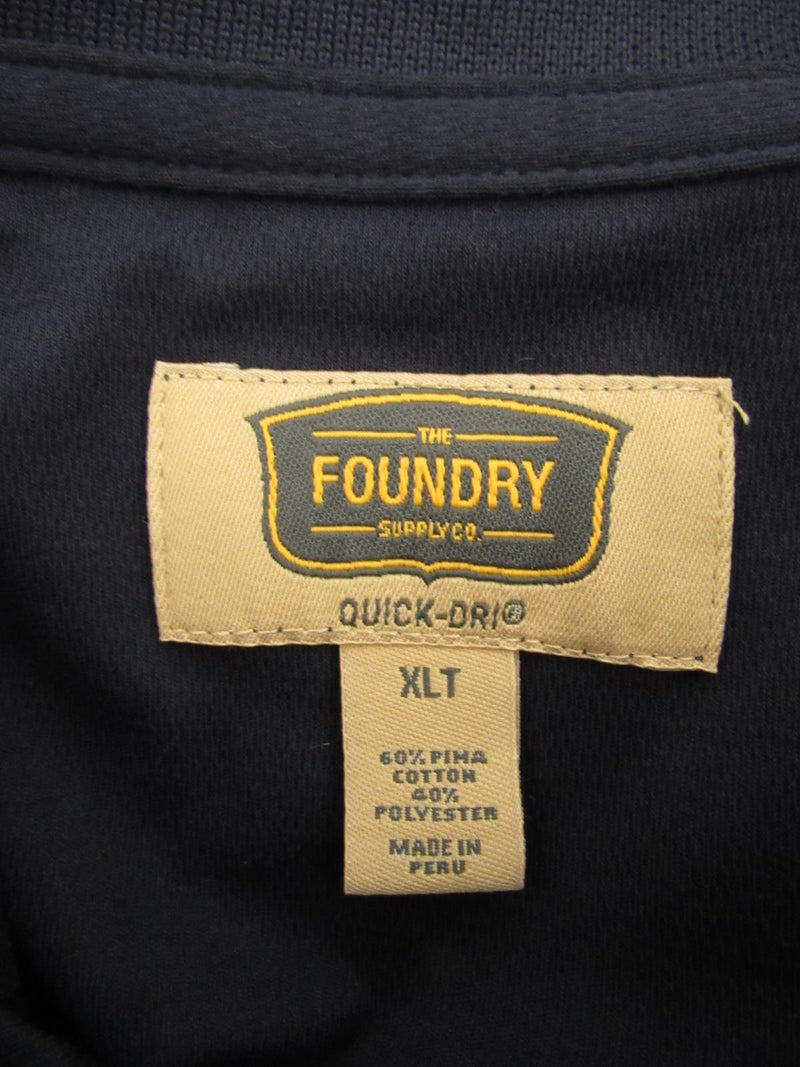 THE
FOUNDRY
SUPPLY CO.
QUICK-DRI®
XLT
60% PIMA
COTTON
40%
POLYESTER
MADE IN
PERU